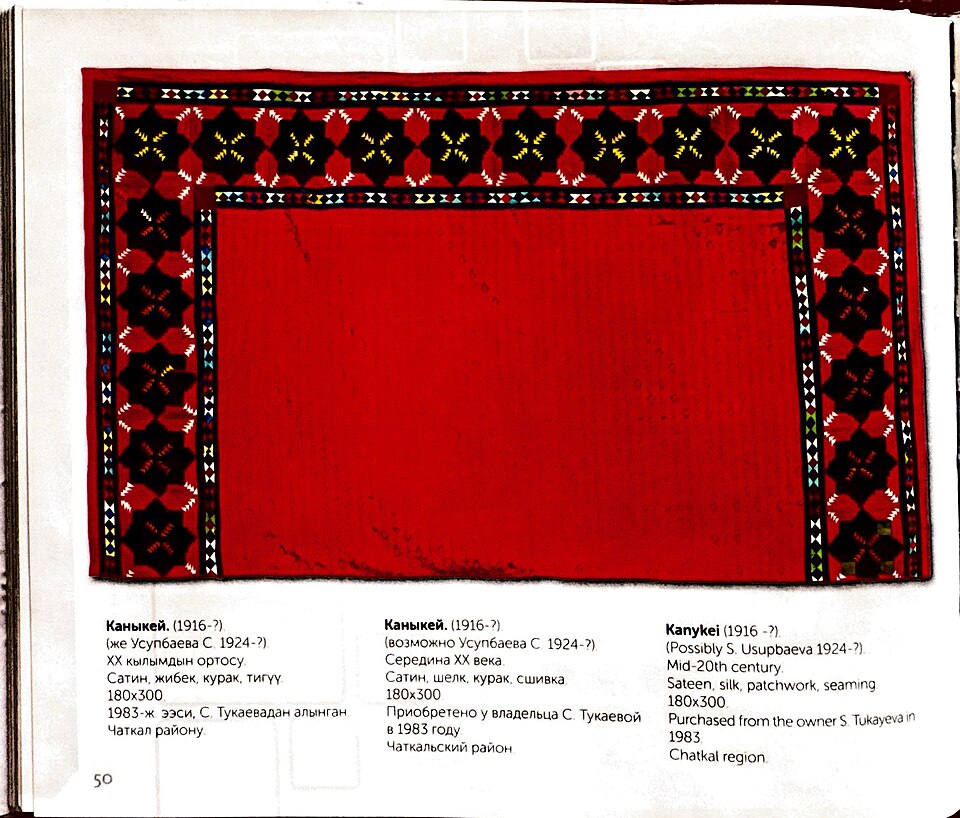 Каныкей. (1916-?).
(же Усупбаева С. 1924-?).
XX кылымдын ортосу.
Сатин, жибек, курак, тигүү.
180х300.
1983-ж. ээси, С. Тукаевадан алынган.
Чаткал району.
Каныкей. (1916-?).
(возможно Усупбаева С. 1924-?).
Середина XX века.
Сатин, шелк, курак, сшивка.
180х300.
Приобретено у владельца С. Тукаевой
в 1983 году.
Чаткальский район.
Kanykei (1916 -?).
(Possibly S. Usupbaeva 1924-?).
Mid-20th century.
Sateen, silk, patchwork, seaming.
180x300.
Purchased from the owner S. Tukayeva in
1983.
Chatkal region.
50